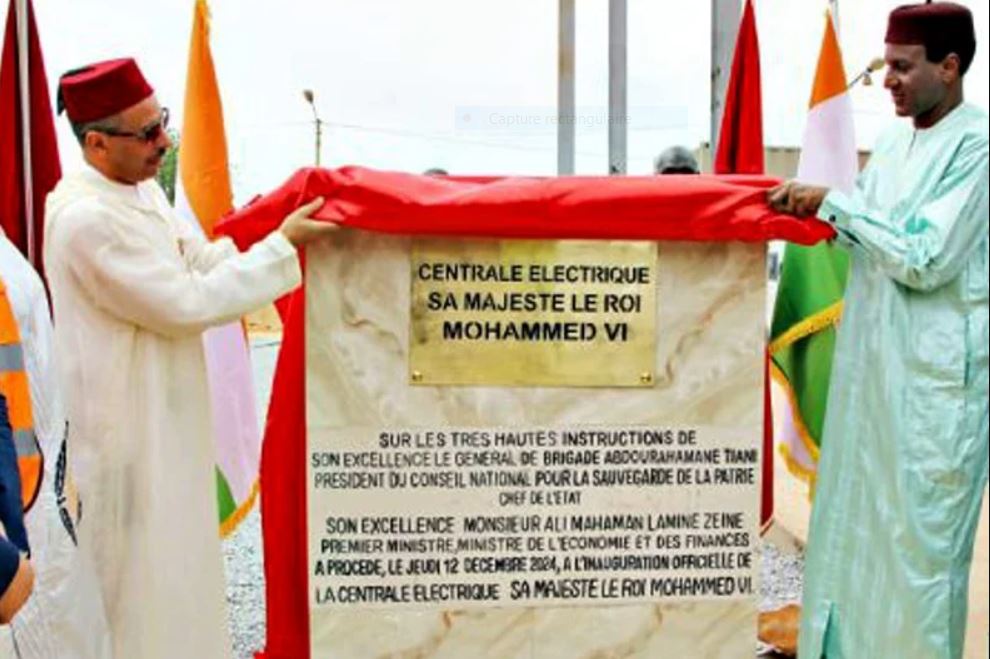 Capture rectangulaire
CENTRALE ELECTRIQUE
SA MAJESTE LE ROI
MOHAMMED VI
SUR LES TRES HAUTES INSTRUCTIONS DE
SON EXCELLENCE LE GENERAL DE BRIGADE ABDOURAHAMANE TIANI
PRESIDENT DU CONSEIL NATIONAL POUR LA SAUVEGARDE DE LA PATRIE
CHEF DE L'ETAT
SON EXCELLENCE MONSIEUR ALI MAHAMAN LAMINE ZEINE
PREMIER MINISTRE, MINISTRE DE L'ECONOMIE ET DES FINANCES
A PROCEDE, LE JEUDI 12 DECEMBRE 2024, A L'INAUGURATION OFFICIELLE DE
LA CENTRALE ELECTRIQUE SA MAJESTE LE ROI MOHAMMED VI.